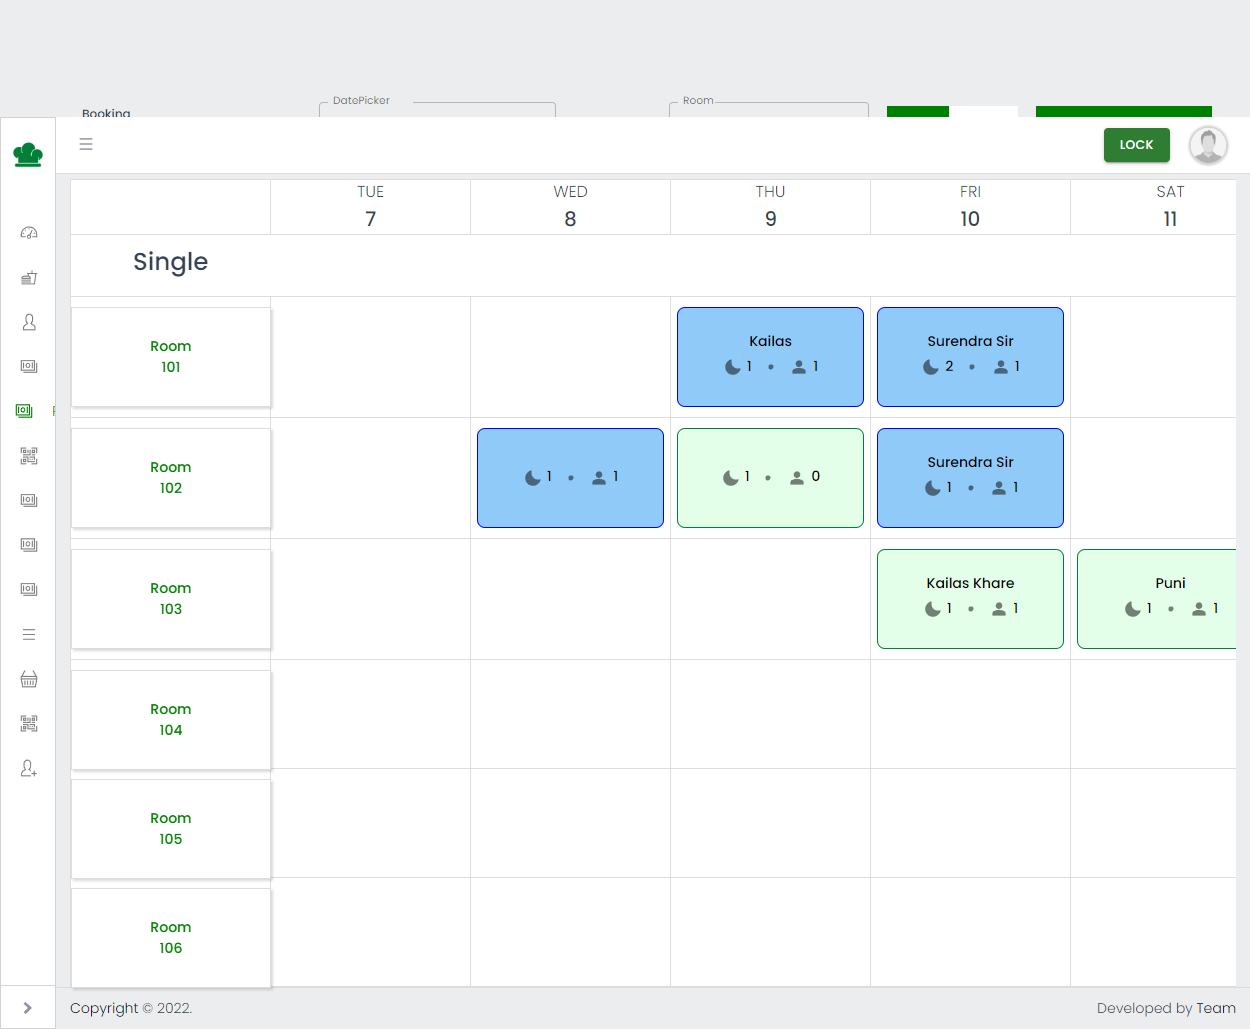 DatePicker
Room
Booking
LOCK
TUE WED THU FRI SAT
7 8 9 10 11
Single
Room
101
Kailas
1 • 1
Surendra Sir
2 • 1
Room
102
1 • 1
1 • 0
Surendra Sir
1 • 1
Room
103
Kailas Khare
1 • 1
Puni
1 • 1
Room
104
Room
105
Room
106
Copyright © 2022.
Developed by Team